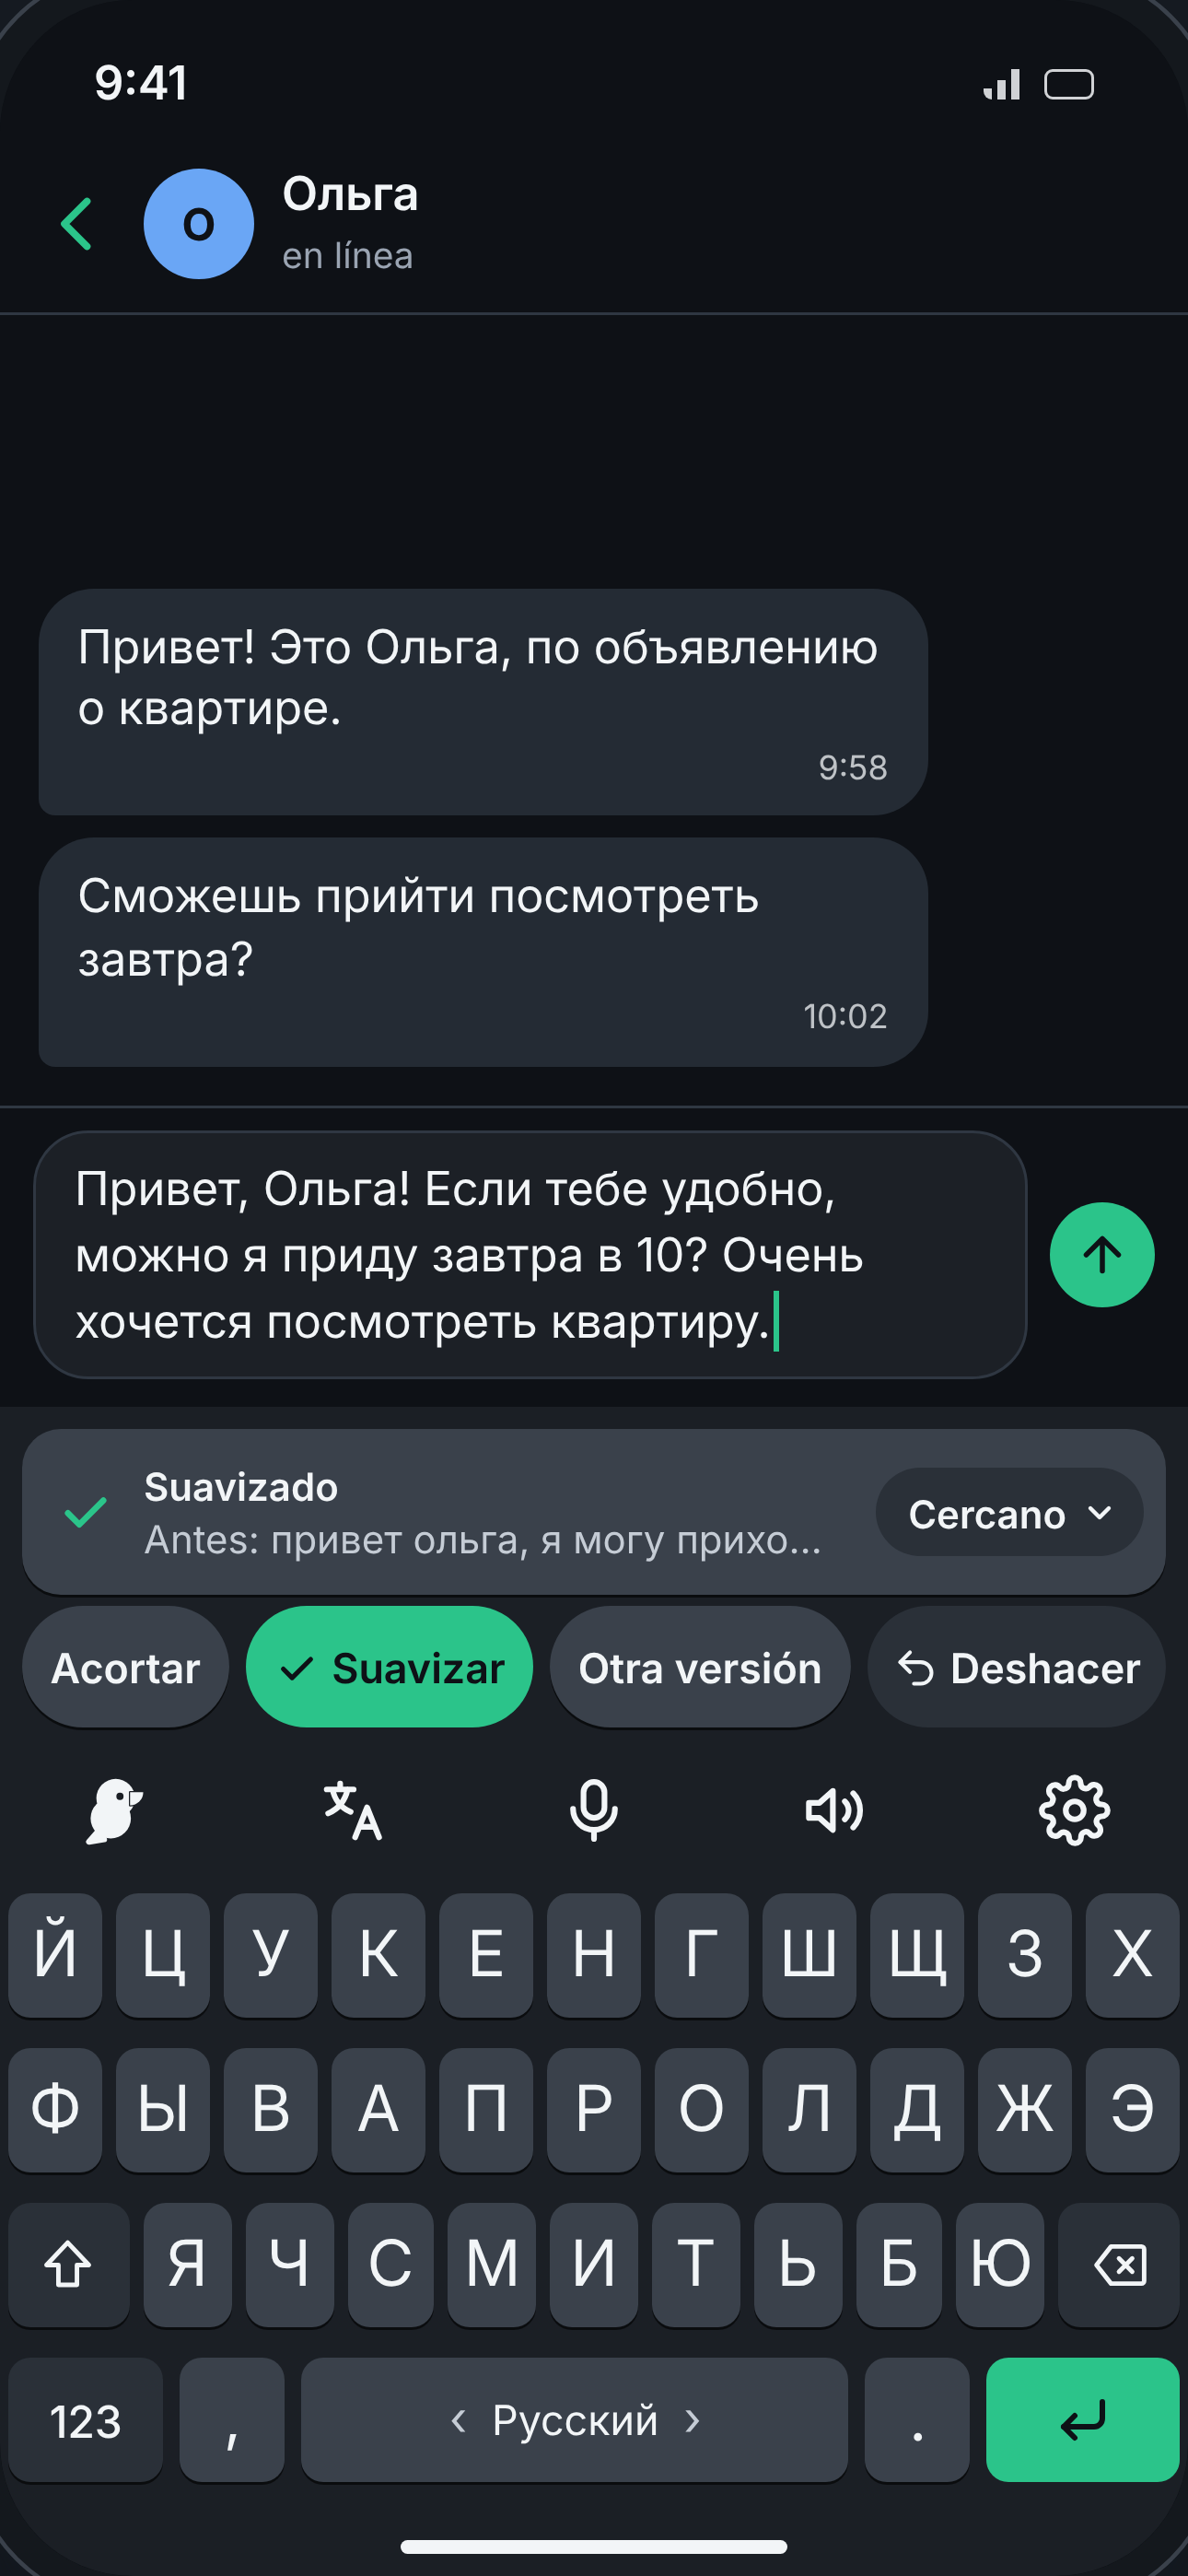 9:41
О
Ольга
en línea
Привет! Это Ольга, по объявлению
о квартире.
9:58
Сможешь прийти посмотреть
завтра?
10:02
Привет, Ольга! Если тебе удобно,
можно я приду завтра в 10? Очень
хочется посмотреть квартиру.
Suavizado
Antes: привет ольга, я могу прихо...
Cercano
Acortar
Suavizar
Otra versión
Deshacer
Й Ц У К Е Н Г Ш Щ З Х
Ф Ы В А П Р О Л Д Ж Э
Я Ч С М И Т Ь Б Ю
123 , ‹ Русский › .